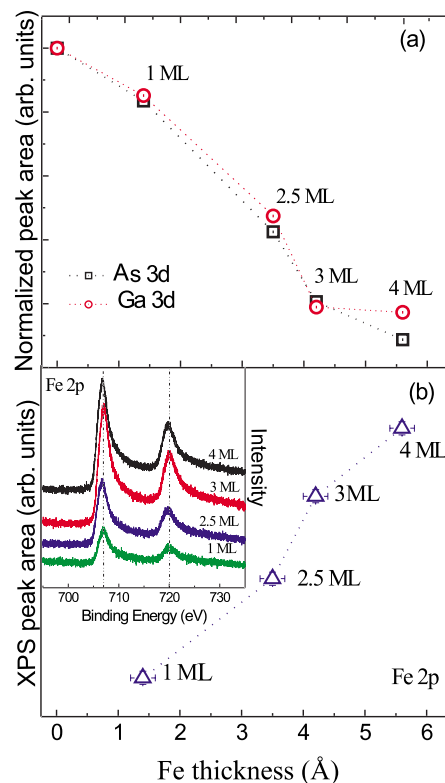 (a)
1 ML
2.5 ML
3 ML
4 ML
As 3d
Ga 3d
Normalized peak area (arb. units)
Fe 2p
(b)
4 ML
3 ML
2.5 ML
1 ML
Intensity
700 710 720 730
Binding Energy (eV)
4 ML
3ML
2.5 ML
1 ML
Fe 2p
XPS peak area (arb. units)
0 1 2 3 4 5 6
Fe thickness (Å)